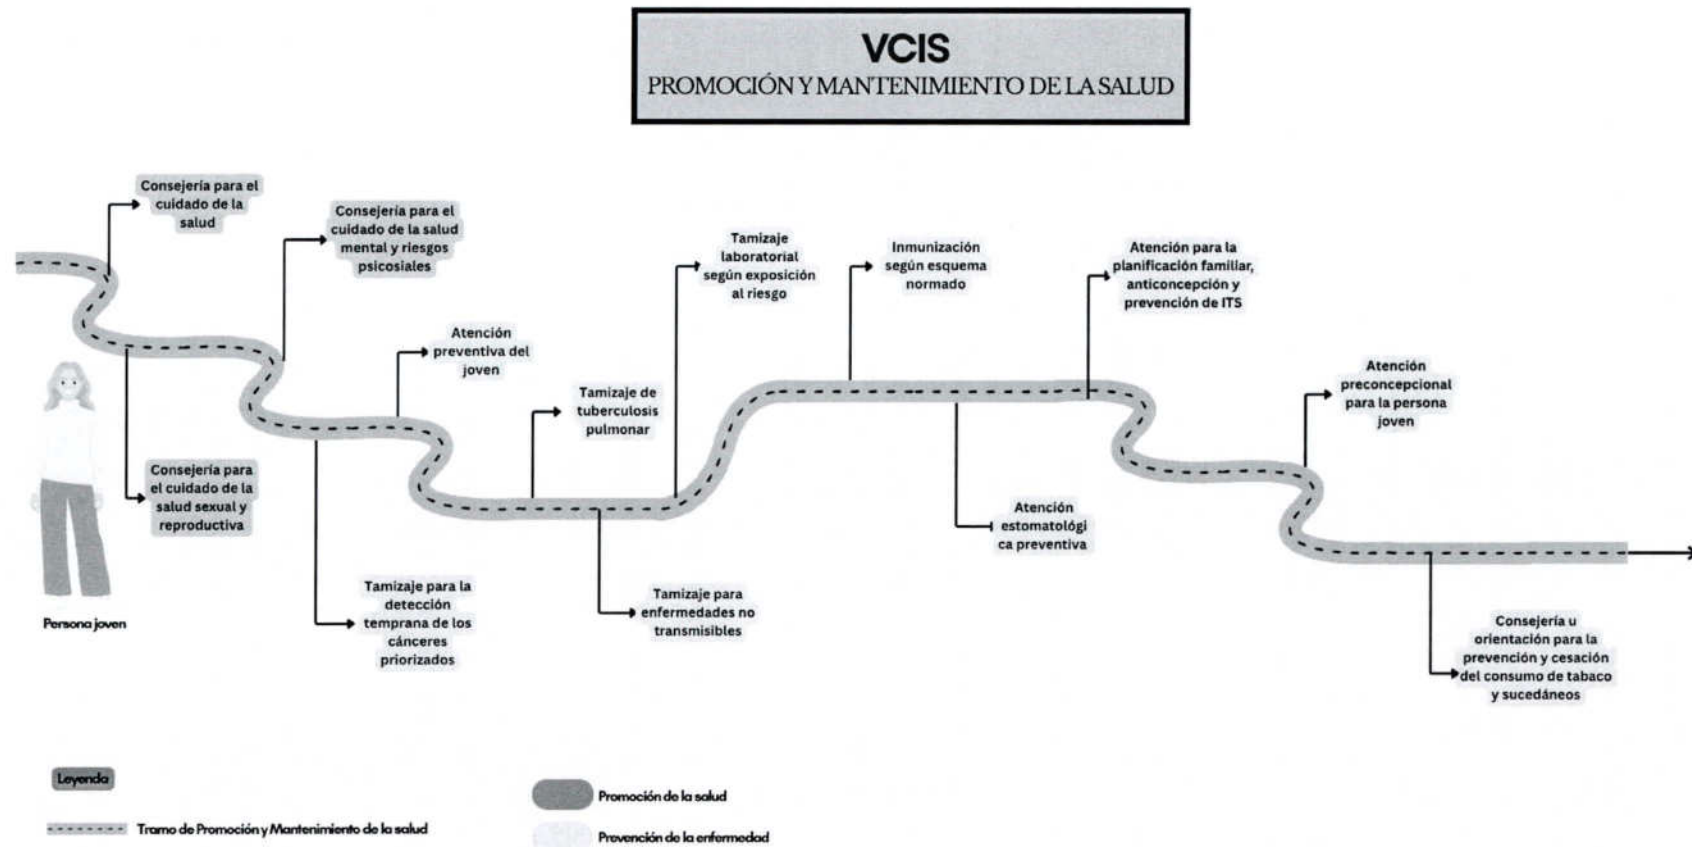 VCIS
PROMOCIÓN Y MANTENIMIENTO DE LA SALUD
Consejería para el
cuidado de la
salud
Consejería para el
cuidado de la salud
mental y riesgos
psicosiales
Consejería para
el cuidado de la
salud sexual y
reproductiva
Persona joven
Atención
preventiva del
joven
Tamizaje para la
detección
temprana de los
cánceres
priorizados
Tamizaje de
tuberculosis
pulmonar
Tamizaje para
enfermedades no
transmisibles
Tamizaje
laboratorial
según exposición
al riesgo
Inmunización
según esquema
normado
Atención
estomatológi
ca preventiva
Atención para la
planificación familiar,
anticoncepción y
prevención de ITS
Atención
preconcepcional
para la persona
joven
Consejería u
orientación para la
prevención y cesación
del consumo de tabaco
y sucedáneos
Leyenda
Tramo de Promoción y Mantenimiento de la salud
Promoción de la salud
Prevención de la enfermedad